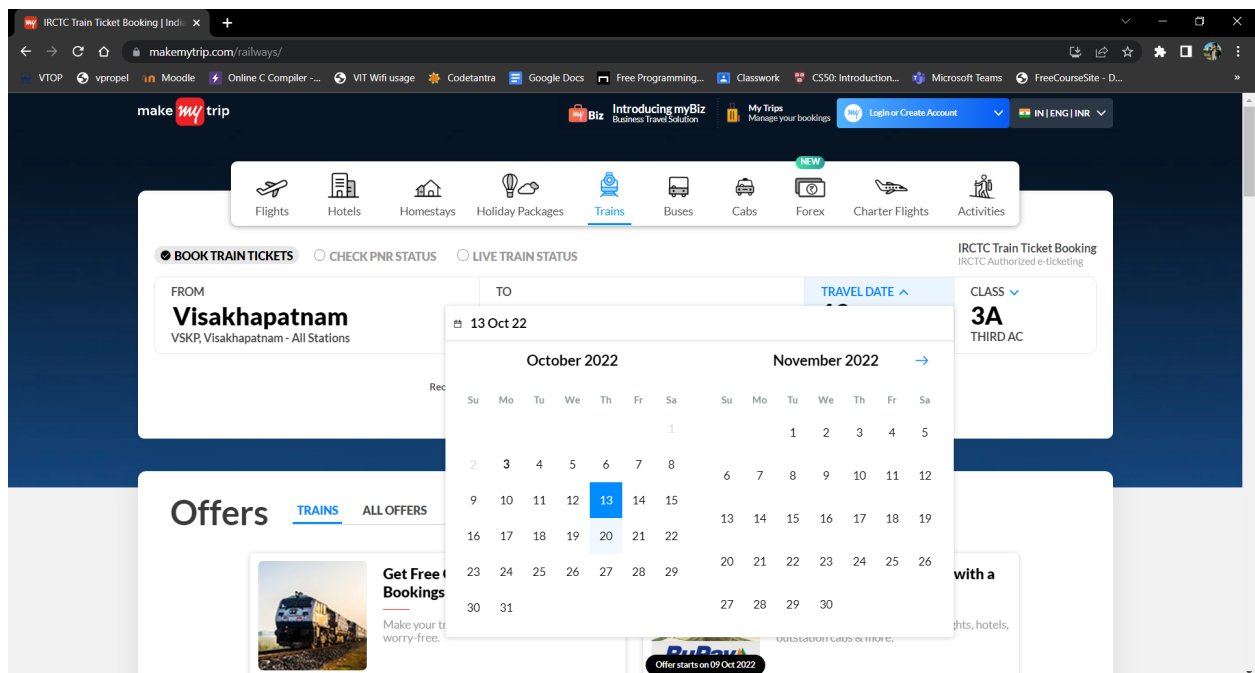 IRCTC Train Ticket Booking | India
makemytrip.com/railways/
VTOP vpropel Moodle Online C Compiler -... VIT Wifi usage Codetantra Google Docs Free Programming... Classwork CS50: Introduction... Microsoft Teams FreeCourseSite - D... »
make my trip
my Biz Introducing myBiz
Business Travel Solution
My Trips
Manage your bookings
my Login or Create Account
IN | ENG | INR
NEW
Flights Hotels Homestays Holiday Packages Trains Buses Cabs Forex Charter Flights Activities
BOOK TRAIN TICKETS CHECK PNR STATUS LIVE TRAIN STATUS
IRCTC Train Ticket Booking
IRCTC Authorized e-ticketing
FROM TO TRAVEL DATE CLASS
Visakhapatnam 3A
VSKP, Visakhapatnam - All Stations THIRD AC
13 Oct 22
October 2022 November 2022
Rec
Su Mo Tu We Th Fr Sa Su Mo Tu We Th Fr Sa
1
1 2 3 4 5
2 3 4 5 6 7 8
6 7 8 9 10 11 12
9 10 11 12 13 14 15
13 14 15 16 17 18 19
16 17 18 19 20 21 22
20 21 22 23 24 25 26
23 24 25 26 27 28 29
27 28 29 30
30 31
Offers TRAINS ALL OFFERS
Get Free
Bookings
Make your t
worry-free.
with a
ghts, hotels,
outstation cabs & more.
RuPay
Offer starts on 09 Oct 2022